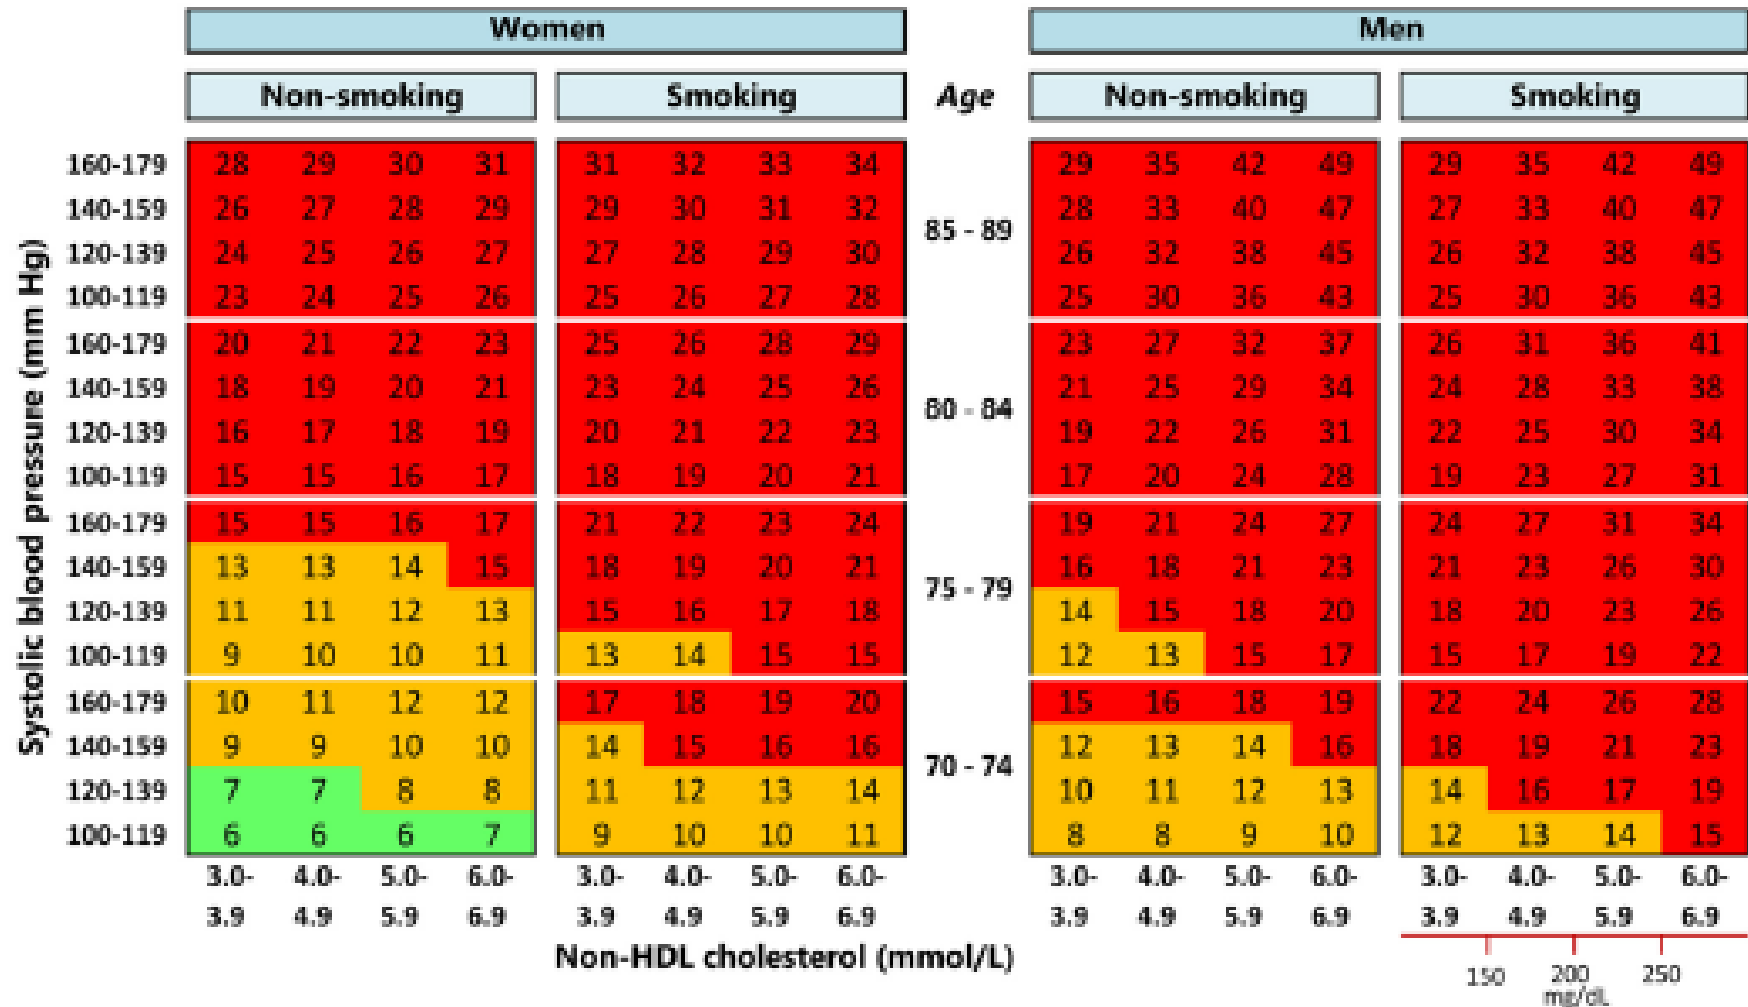 Women Men
Non-smoking Smoking Age Non-smoking Smoking
Systolic blood pressure (mm Hg)
160-179 28 29 30 31 31 32 33 34 29 35 42 49 29 35 42 49
140-159 26 27 28 29 29 30 31 32 28 33 40 47 27 33 40 47
85 - 89
120-139 24 25 26 27 27 28 29 30 26 32 38 45 26 32 38 45
100-119 23 24 25 26 25 26 27 28 25 30 36 43 25 30 36 43
160-179 20 21 22 23 25 26 28 29 23 27 32 37 26 31 36 41
140-159 18 19 20 21 23 24 25 26 21 25 29 34 24 28 33 38
80 - 84
120-139 16 17 18 19 20 21 22 23 19 22 26 31 22 25 30 34
100-119 15 15 16 17 18 19 20 21 17 20 24 28 19 23 27 31
160-179 15 15 16 17 21 22 23 24 19 21 24 27 24 27 31 34
140-159 13 13 14 15 18 19 20 21 16 18 21 23 21 23 26 30
75 - 79
120-139 11 11 12 13 15 16 17 18 14 15 18 20 18 20 23 26
100-119 9 10 10 11 13 14 15 15 12 13 15 17 15 17 19 22
160-179 10 11 12 12 17 18 19 20 15 16 18 19 22 24 26 28
140-159 9 9 10 10 14 15 16 16 12 13 14 16 18 19 21 23
70 - 74
120-139 7 7 8 8 11 12 13 14 10 11 12 13 14 16 17 19
100-119 6 6 6 7 9 10 10 11 8 8 9 10 12 13 14 15
3.0- 4.0- 5.0- 6.0- 3.0- 4.0- 5.0- 6.0- 3.0- 4.0- 5.0- 6.0- 3.0- 4.0- 5.0- 6.0-
3.9 4.9 5.9 6.9 3.9 4.9 5.9 6.9 3.9 4.9 5.9 6.9 3.9 4.9 5.9 6.9
Non-HDL cholesterol (mmol/L)
150 200 250
mg/dL